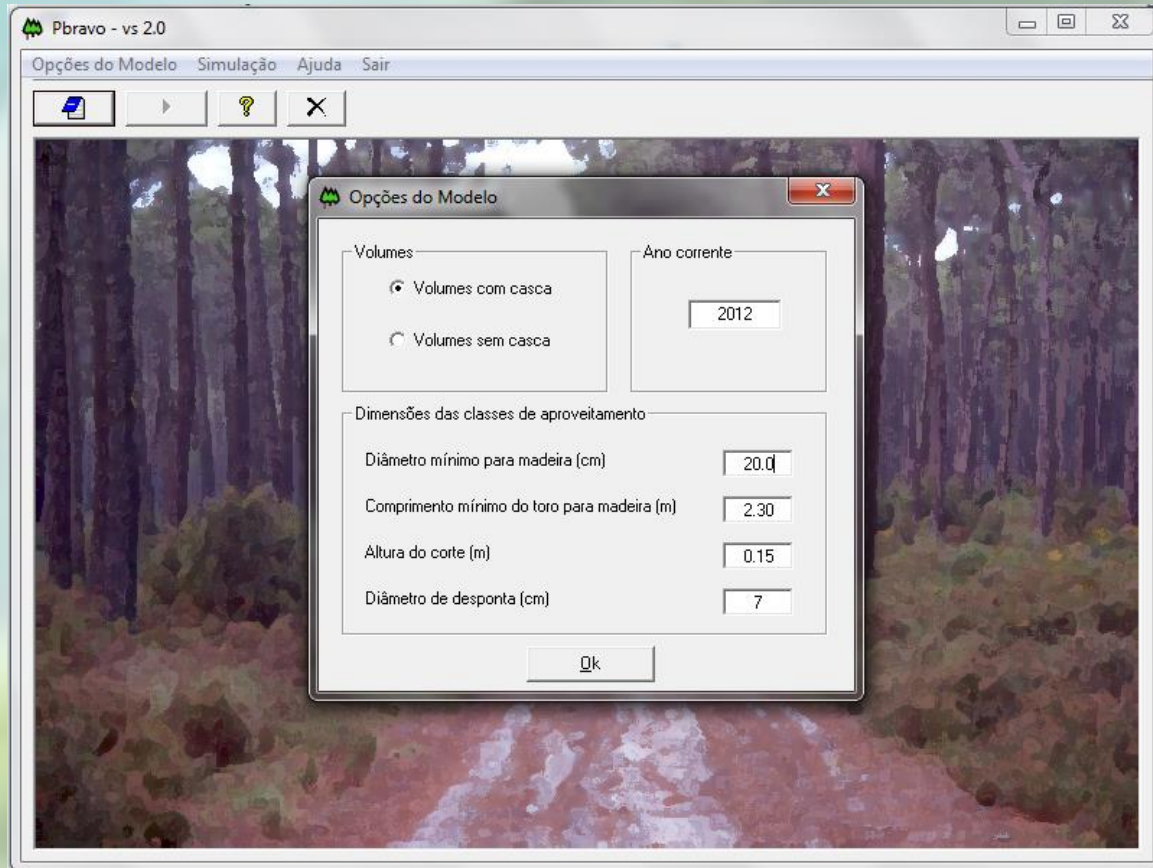 Pbravo - vs 2.0
Opções do Modelo Simulação Ajuda Sair
Opções do Modelo
Volumes
Volumes com casca
Volumes sem casca
Ano corrente
2012
Dimensões das classes de aproveitamento
Diâmetro mínimo para madeira (cm) 20.0
Comprimento mínimo do toro para madeira (m) 2.30
Altura do corte (m) 0.15
Diâmetro de desponta (cm) 7
Ok